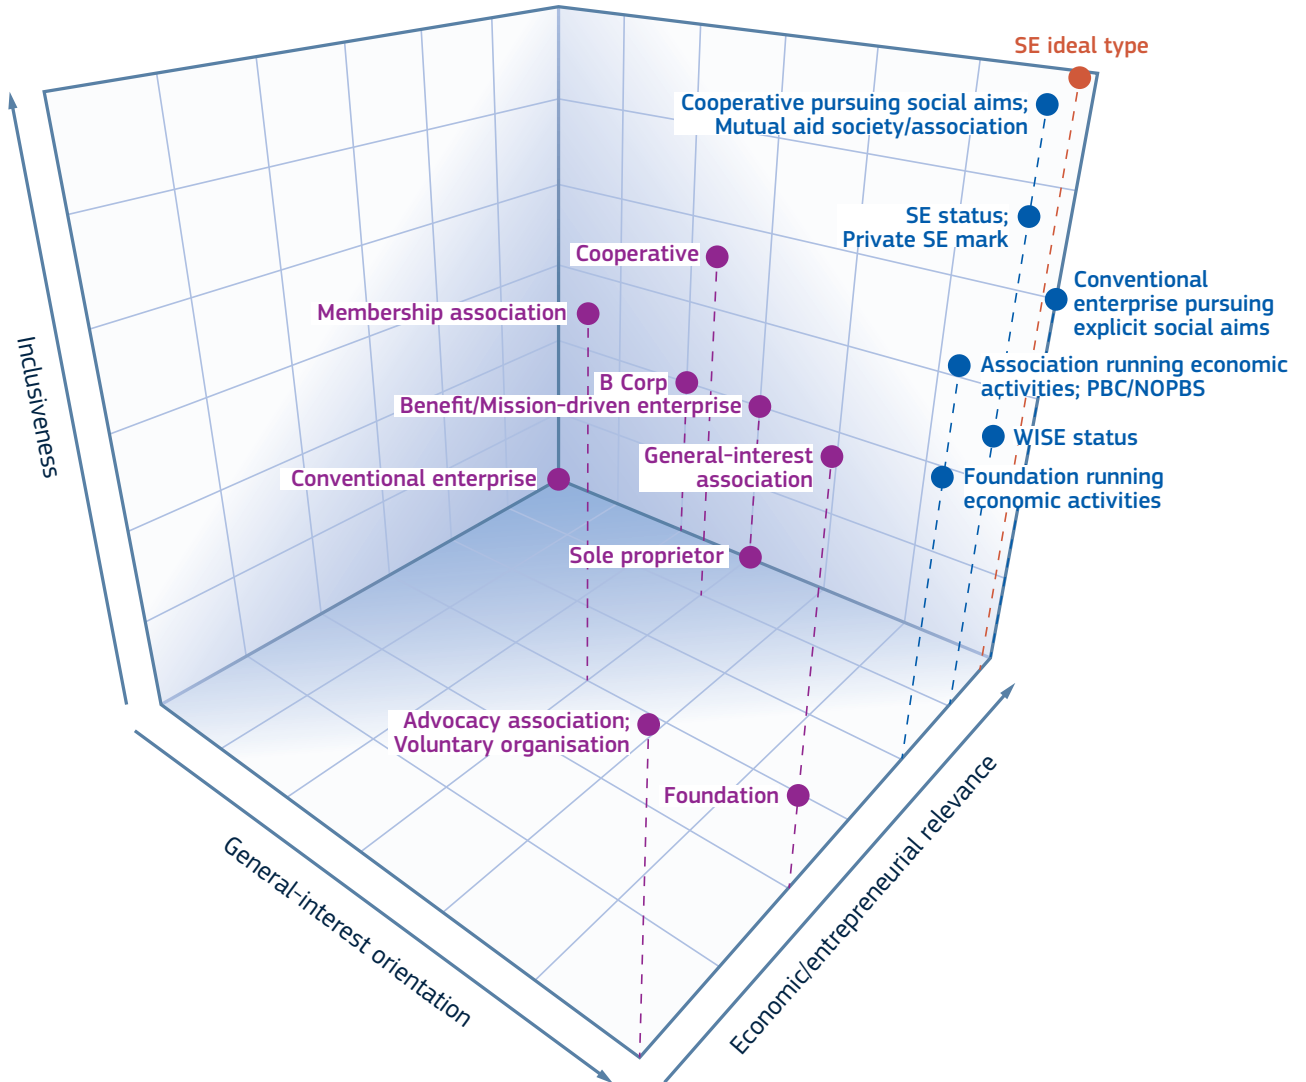 SE ideal type
Cooperative pursuing social aims;
Mutual aid society/association
SE status;
Private SE mark
Cooperative
Conventional
enterprise pursuing
explicit social aims
Membership association
Association running economic
activities; PBC/NOPBS
B Corp
Benefit/Mission-driven enterprise
WISE status
General-interest
association
Conventional enterprise
Foundation running
economic activities
Sole proprietor
Advocacy association;
Voluntary organisation
Foundation
Inclusiveness
General-interest orientation
Economic/entrepreneurial relevance